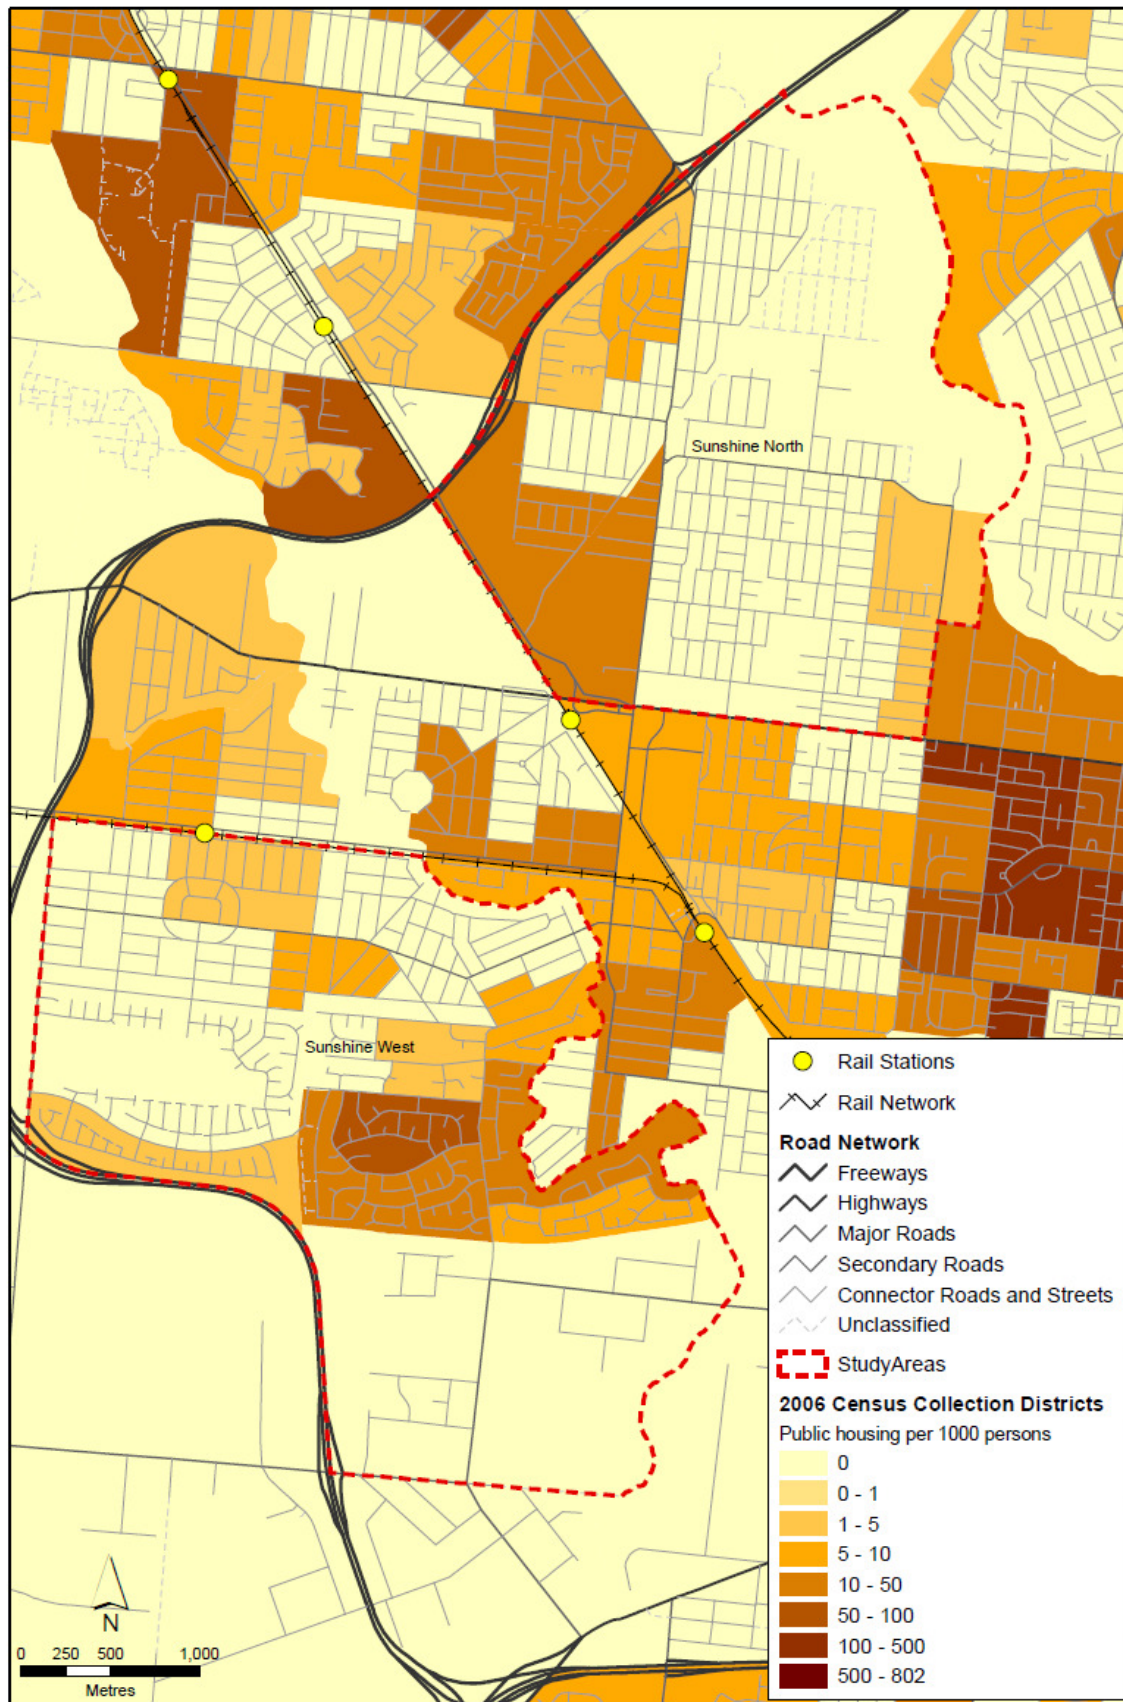 Sunshine North
Sunshine West
Rail Stations
Rail Network
Road Network
Freeways
Highways
Major Roads
Secondary Roads
Connector Roads and Streets
Unclassified
StudyAreas
2006 Census Collection Districts
Public housing per 1000 persons
0
0 - 1
1 - 5
5 - 10
10 - 50
50 - 100
100 - 500
500 - 802
N
0 250 500 1,000
Metres